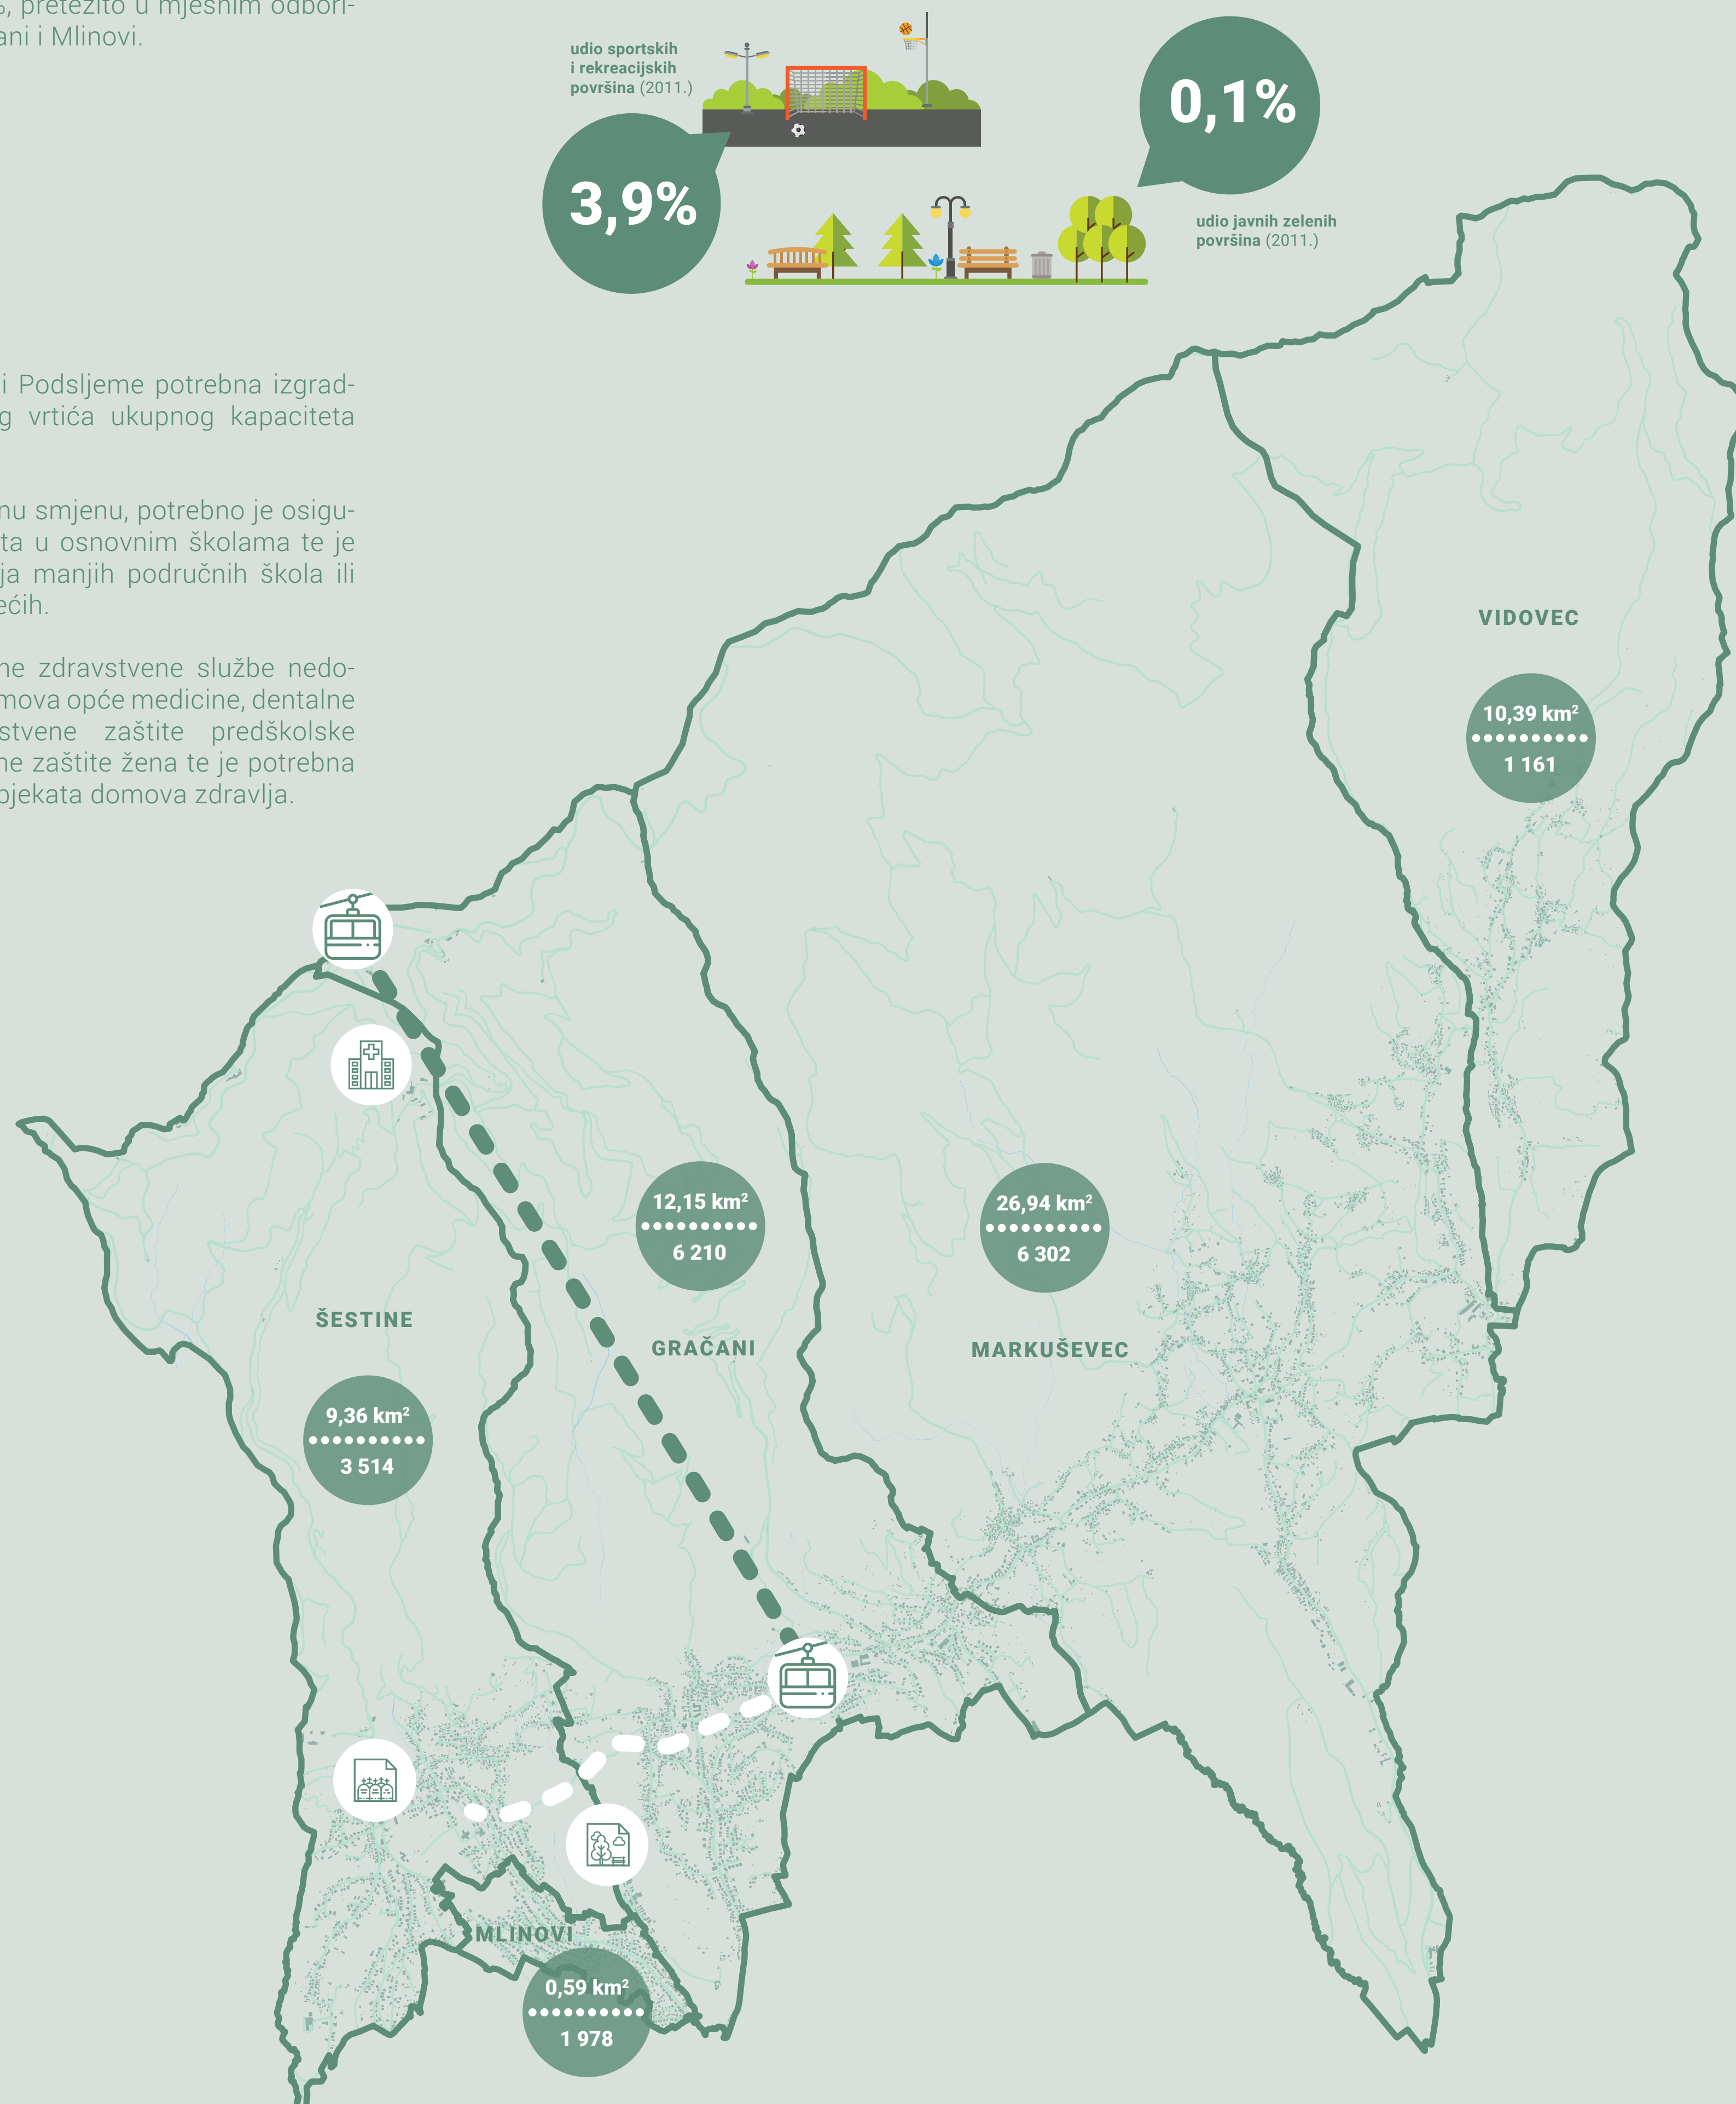 pretežito u mjesnim odbori-
ani i Mlinovi.
i Podsljeme potrebna izgrad-
g vrtića ukupnog kapaciteta
nu smjenu, potrebno je osigu-
ta u osnovnim školama te je
ja manjih područnih škola ili
ećih.
ne zdravstvene službe nedo-
mova opće medicine, dentalne
stvene zaštite predškolske
ne zaštite žena te je potrebna
bjekata domova zdravlja.
udio sportskih
i rekreacijskih
površina (2011.)
3,9%
0,1%
udio javnih zelenih
površina (2011.)
VIDOVEC
10,39 km²
1 161
12,15 km²
6 210
GRAČANI
26,94 km²
6 302
MARKUŠEVEC
ŠESTINE
9,36 km²
3 514
MLINOVI
0,59 km²
1 978